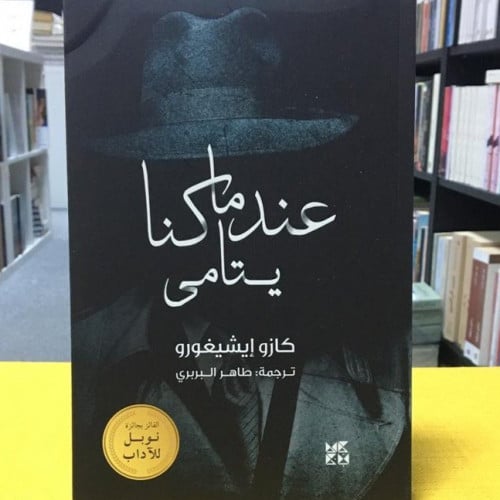 عندما كنا
يتامى
كازو إيشيغورو
ترجمة: طاهر البربري
الفائز بجائزة
نوبل
للآداب